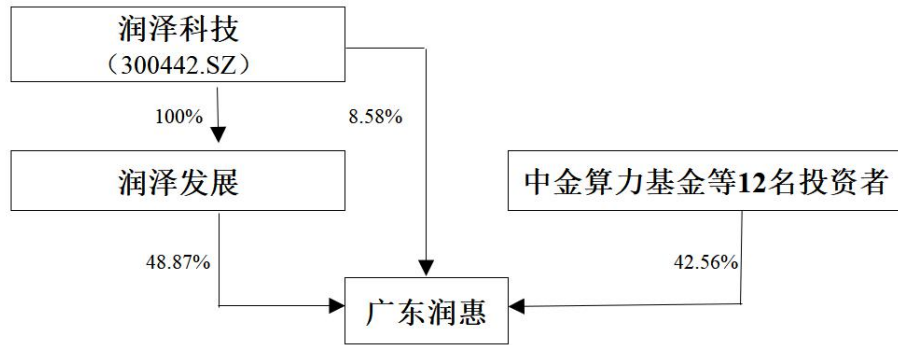 润泽科技
（300442.SZ）
100%
8.58%
润泽发展
中金算力基金等12名投资者
48.87%
42.56%
广东润惠